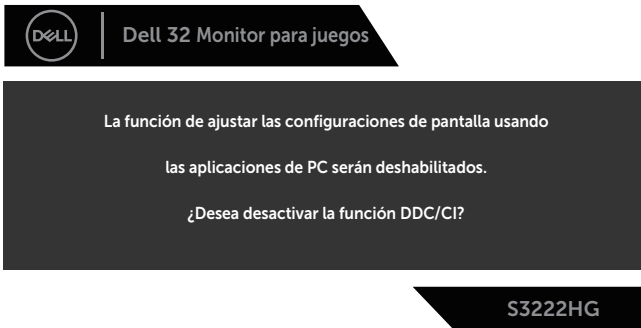 DELL
Dell 32 Monitor para juegos
La función de ajustar las configuraciones de pantalla usando
las aplicaciones de PC serán deshabilitados.
¿Desea desactivar la función DDC/CI?
S3222HG